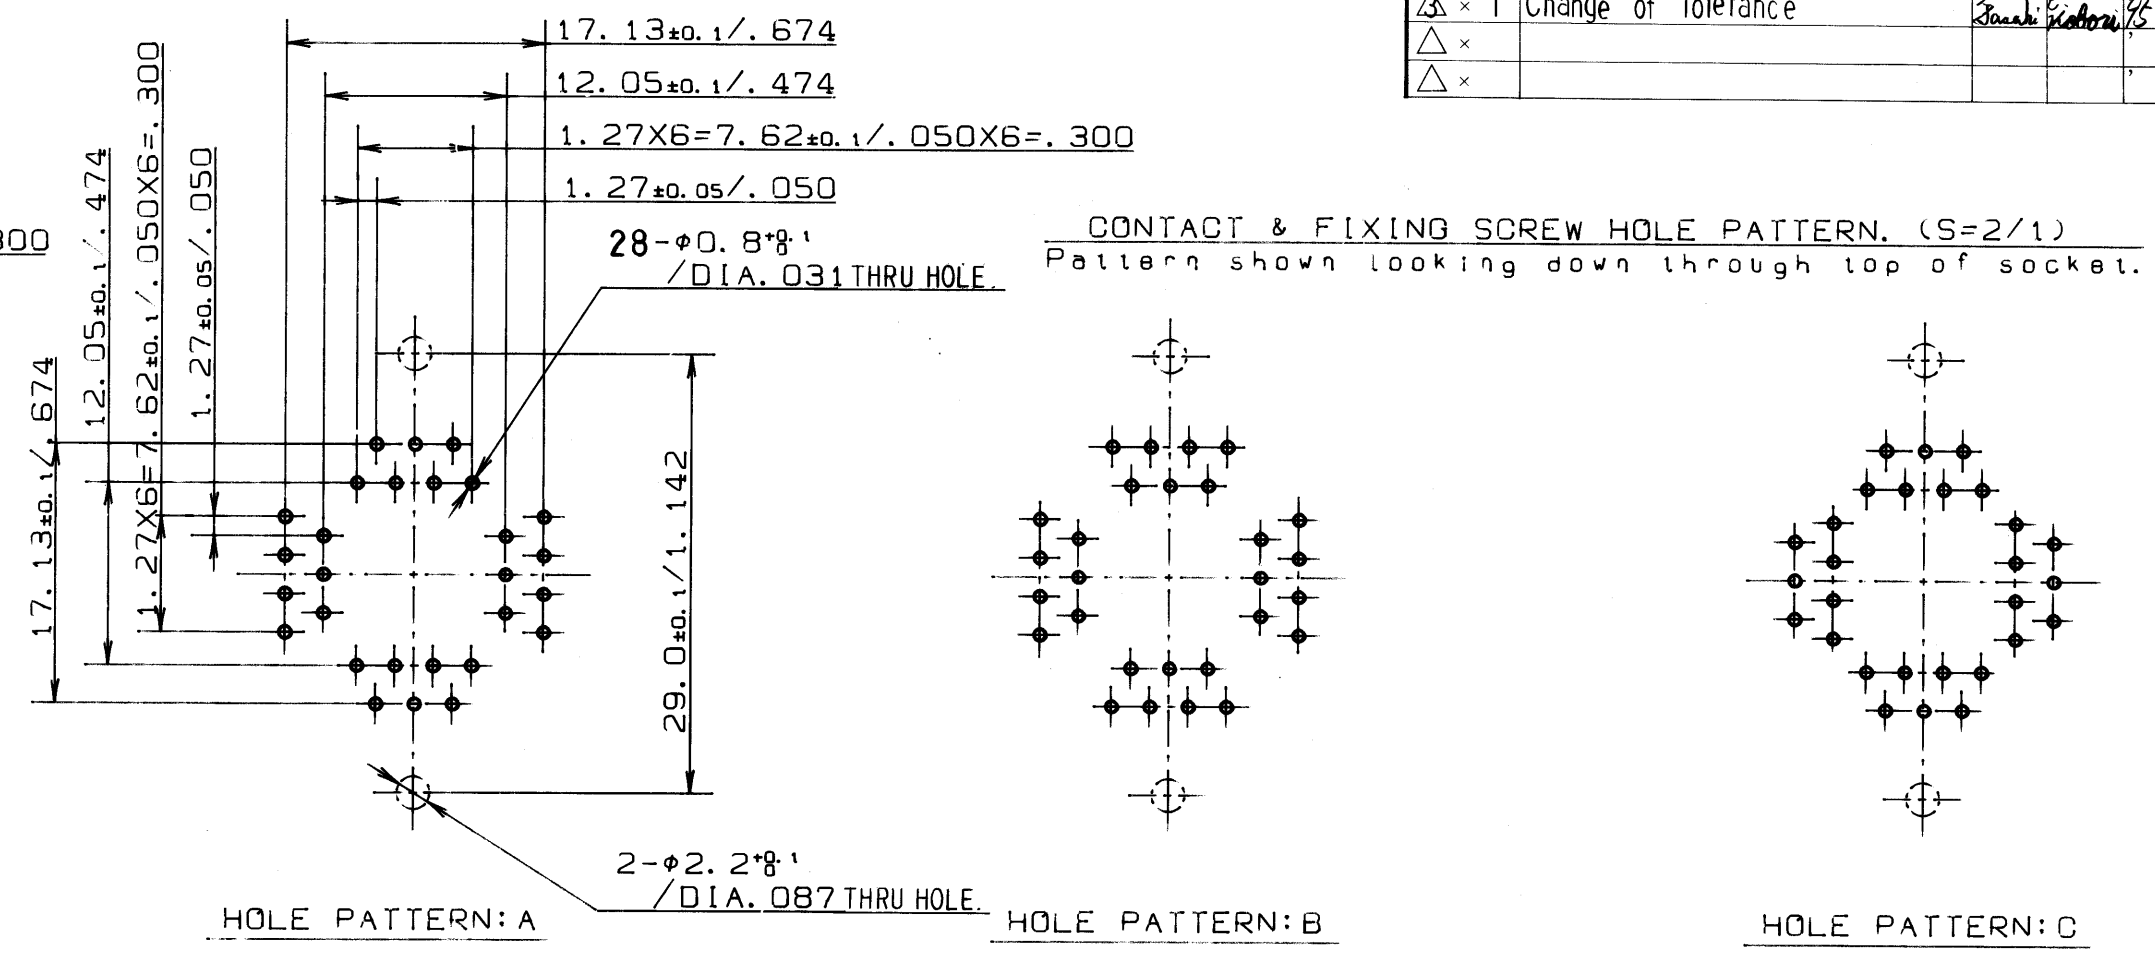 1 Change of Tolerance
17.13±0.1/.674
12.05±0.1/.474
1.27X6=7.62±0.1/.050X6=.300
1.27±0.05/.050
28-φ0.8+0.1 0
/DIA.031 THRU HOLE.
CONTACT & FIXING SCREW HOLE PATTERN. (S=2/1)
Pattern shown looking down through top of socket.
17.13±0.1/.674
12.05±0.1/.474
1.27X6=7.62±0.1/.050X6=.300
1.27±0.05/.050
29.0±0.1/1.142
2-φ2.2+0.1 0
/DIA.087 THRU HOLE.
HOLE PATTERN:A
HOLE PATTERN:B
HOLE PATTERN:C